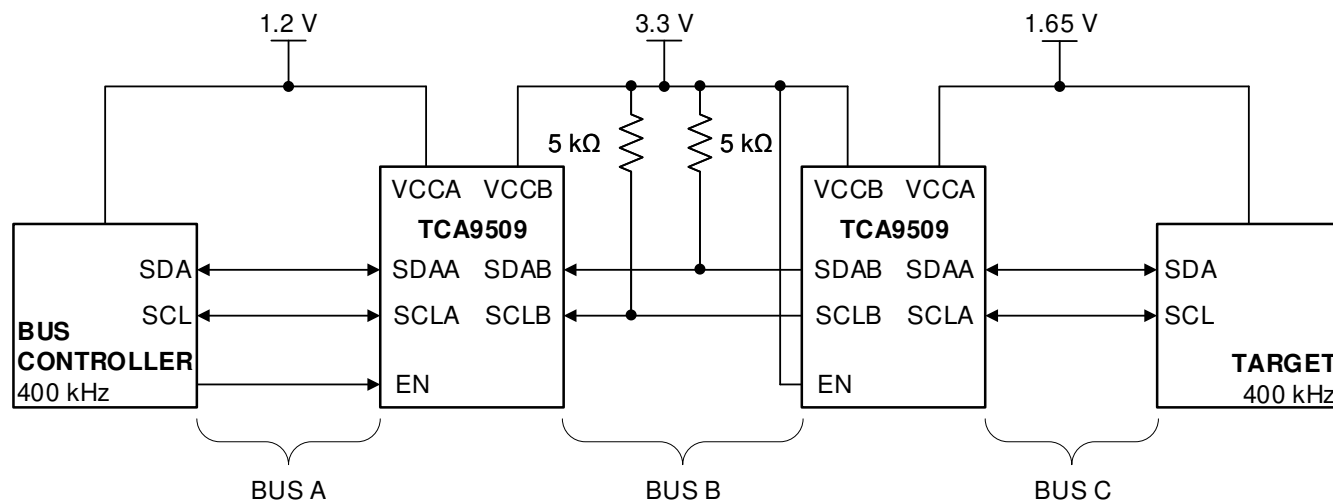 1.2 V 3.3 V 1.65 V
5 kΩ 5 kΩ
VCCA VCCB VCCB VCCA
TCA9509 TCA9509
SDA SDAA SDAB SDAB SDAA SDA
SCL SCLA SCLB SCLB SCLA SCL
BUS
CONTROLLER TARGET
400 kHz EN EN 400 kHz
BUS A BUS B BUS C